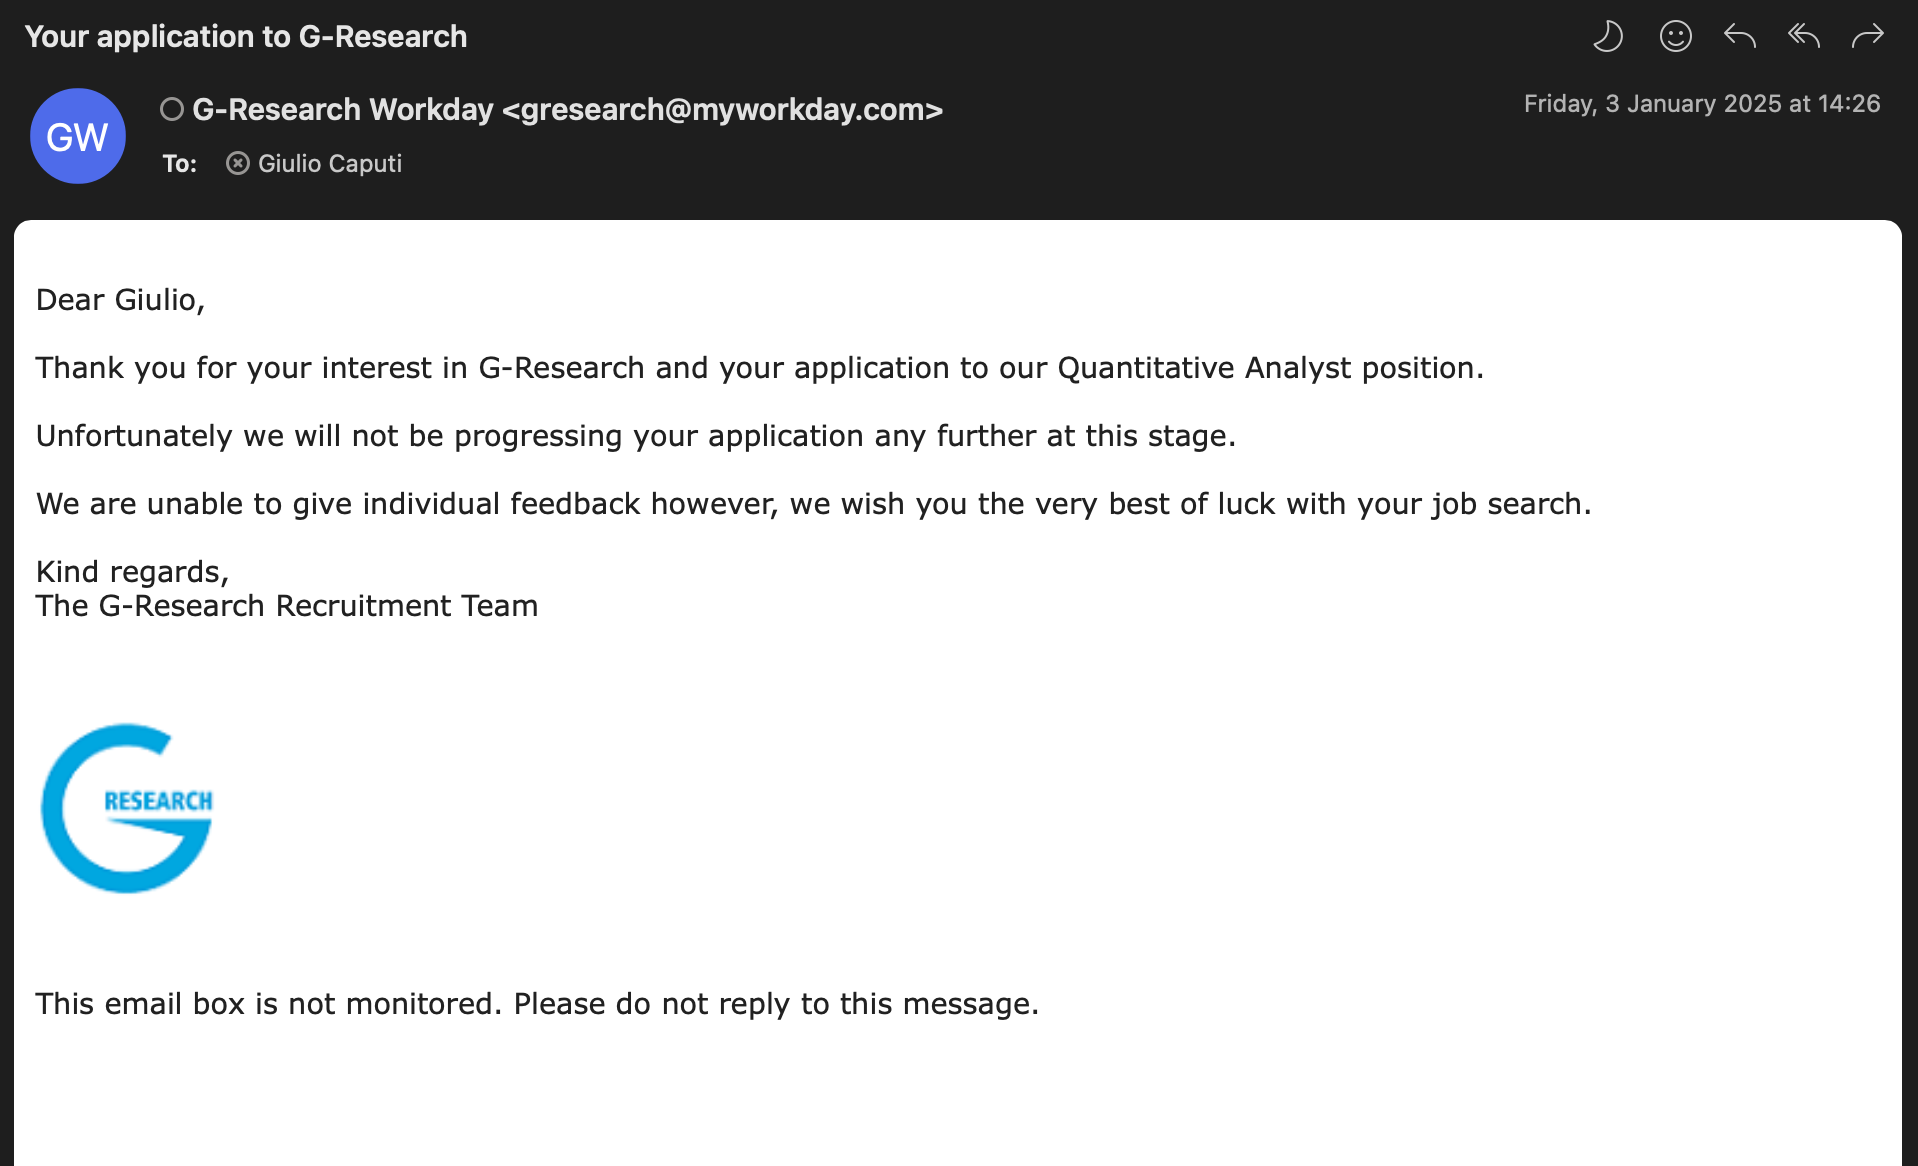 Your application to G-Research
GW
G-Research Workday <gresearch@myworkday.com>
Friday, 3 January 2025 at 14:26
To: Giulio Caputi
Dear Giulio,
Thank you for your interest in G-Research and your application to our Quantitative Analyst position.
Unfortunately we will not be progressing your application any further at this stage.
We are unable to give individual feedback however, we wish you the very best of luck with your job search.
Kind regards,
The G-Research Recruitment Team
G RESEARCH
This email box is not monitored. Please do not reply to this message.